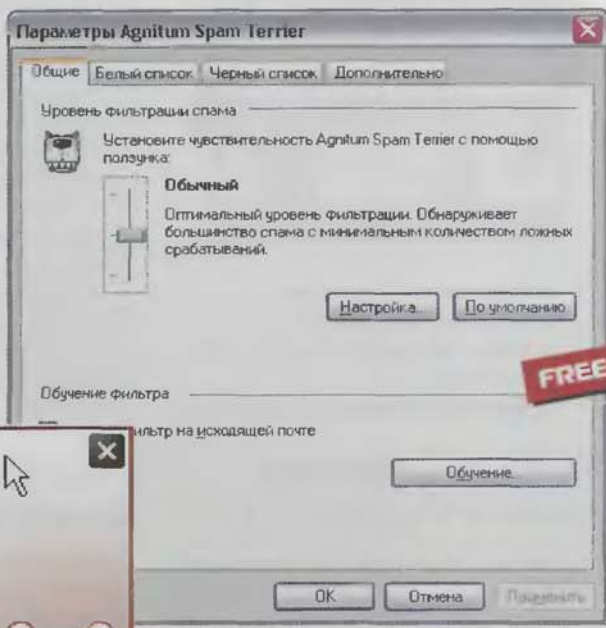 Параметры Agnitum Spam Terrier
Общие Белый список Черный список Дополнительно
Уровень фильтрации спама
Установите чувствительность Agnitum Spam Terrier с помощью
ползунка:
Обычный
Оптимальный уровень фильтрации. Обнаруживает
большинство спама с минимальным количеством ложных
срабатываний.
Настройка... По умолчанию
FREE
Обучение фильтра
на исходящей почте
Обучение...
OK Отмена Применить